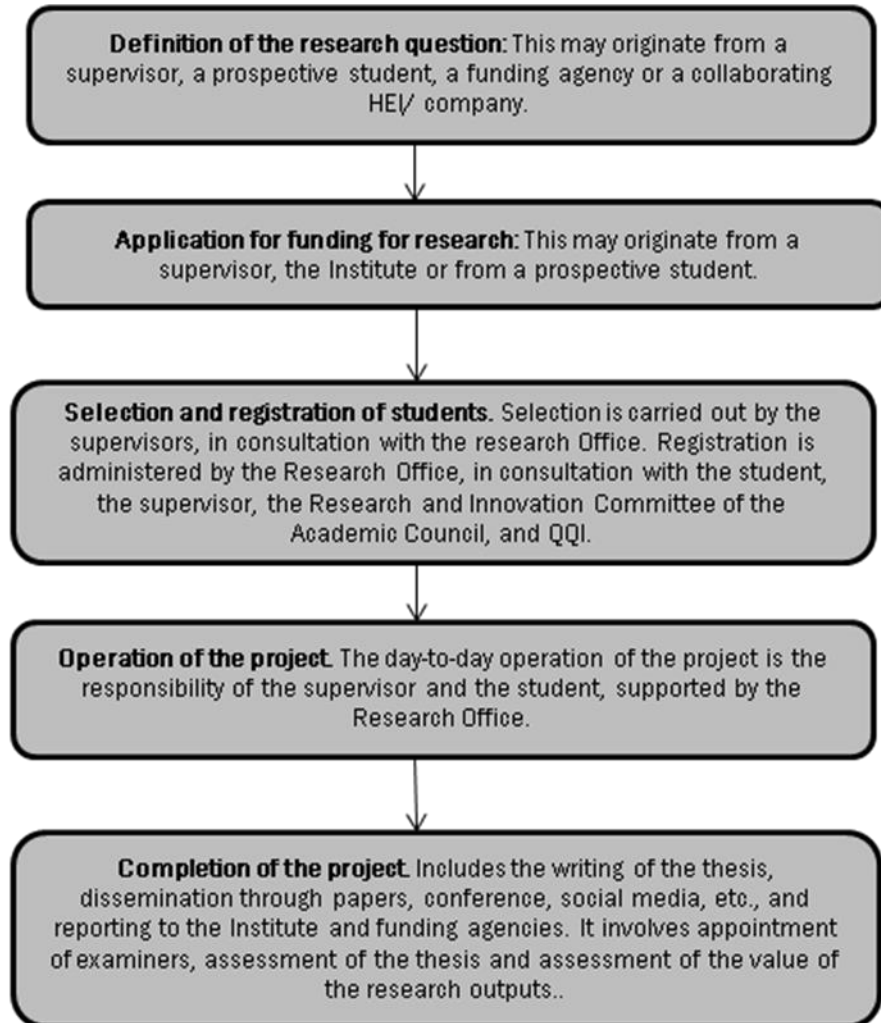 Definition of the research question: This may originate from a
supervisor, a prospective student, a funding agency or a collaborating
HEI/ company.
Application for funding for research: This may originate from a
supervisor, the Institute or from a prospective student.
Selection and registration of students. Selection is carried out by the
supervisors, in consultation with the research Office. Registration is
administered by the Research Office, in consultation with the student,
the supervisor, the Research and Innovation Committee of the
Academic Council, and QQI.
Operation of the project. The day-to-day operation of the project is the
responsibility of the supervisor and the student, supported by the
Research Office.
Completion of the project. Includes the writing of the thesis,
dissemination through papers, conference, social media, etc., and
reporting to the Institute and funding agencies. It involves appointment
of examiners, assessment of the thesis and assessment of the value of
the research outputs..